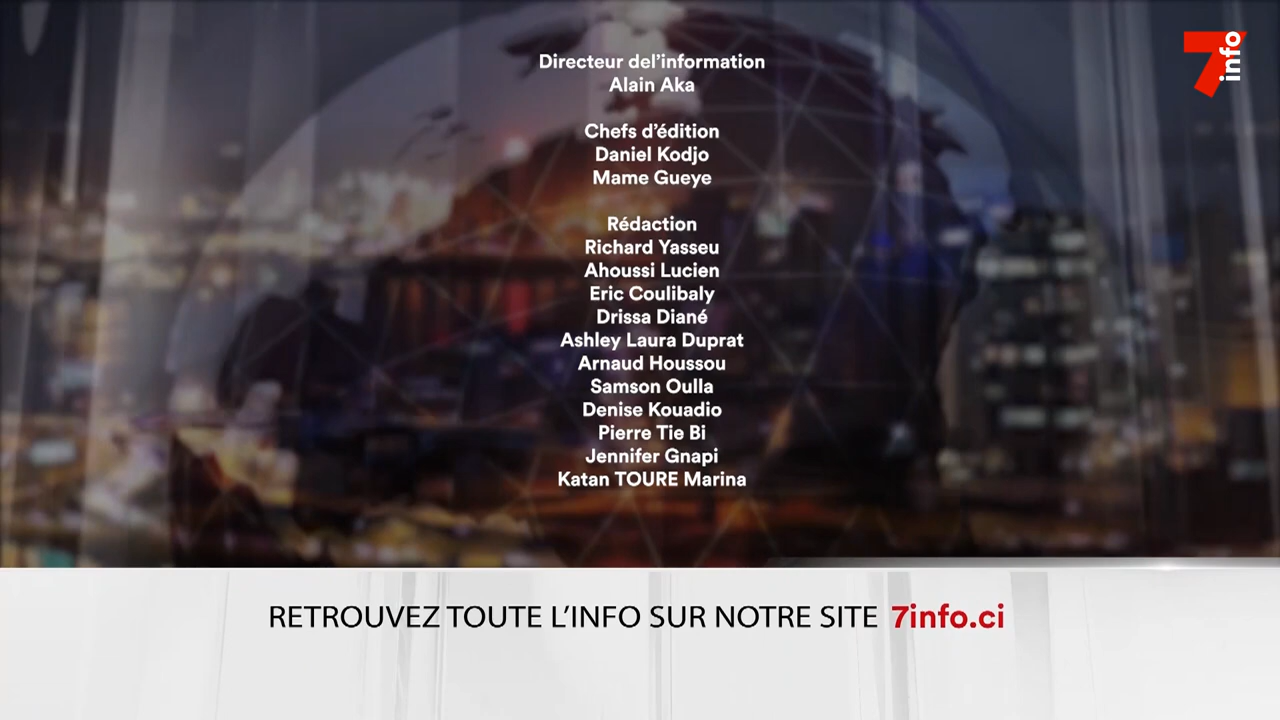 Directeur del’information
Alain Aka
Chefs d’édition
Daniel Kodjo
Mame Gueye
Rédaction
Richard Yasseu
Ahoussi Lucien
Eric Coulibaly
Drissa Diané
Ashley Laura Duprat
Arnaud Houssou
Samson Oulla
Denise Kouadio
Pierre Tie Bi
Jennifer Gnapi
Katan TOURE Marina
7info
RETROUVEZ TOUTE L’INFO SUR NOTRE SITE 7info.ci